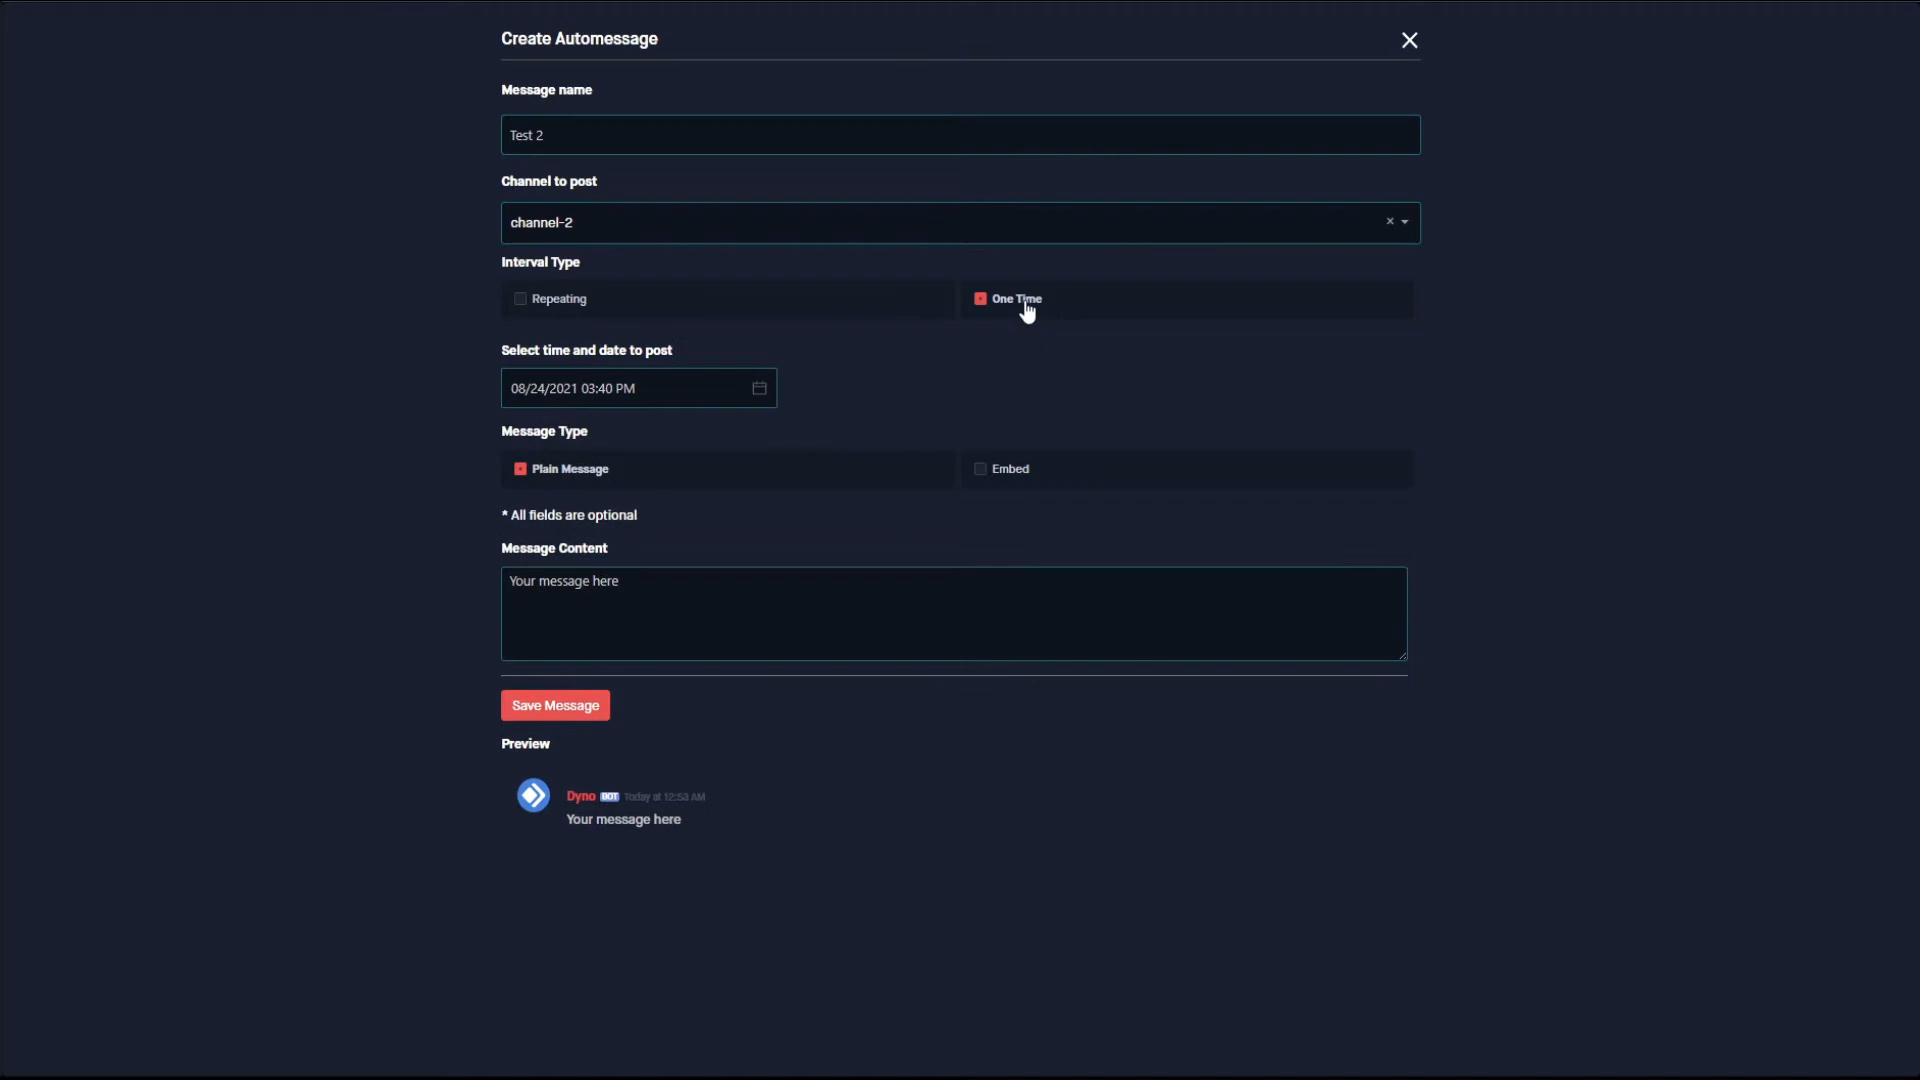 Create Automessage
Message name
Test 2
Channel to post
channel-2
Interval Type
Repeating
One Time
Select time and date to post
08/24/2021 03:40 PM
Message Type
Plain Message
Embed
* All fields are optional
Message Content
Your message here
Save Message
Preview
Dyno BOT Today at 12:53 AM
Your message here